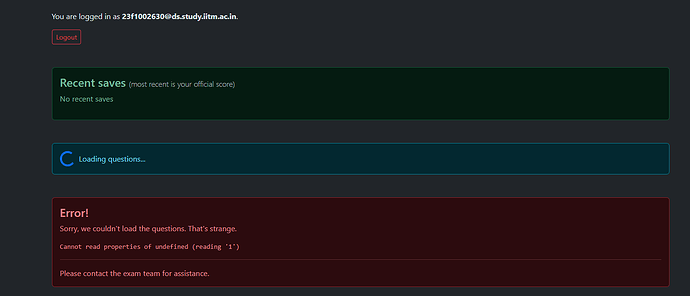 You are logged in as 23f1002630@ds.study.iitm.ac.in.
Logout
Recent saves (most recent is your official score)
No recent saves
Loading questions...
Error!
Sorry, we couldn't load the questions. That's strange.
Cannot read properties of undefined (reading '1')
Please contact the exam team for assistance.